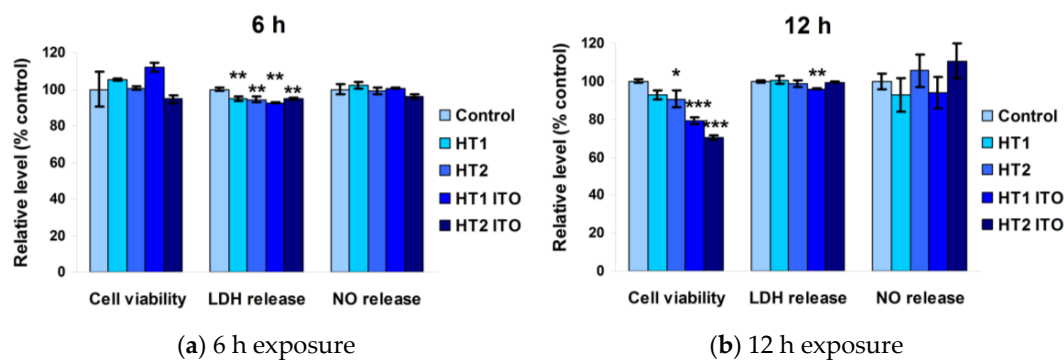 6 h
120
100
80
60
40
20
0
Relative level (% control)
** ** ** **
Cell viability LDH release NO release
Control
HT1
HT2
HT1 ITO
HT2 ITO
(a) 6 h exposure
12 h
120
100
80
60
40
20
0
Relative level (% control)
* *** *** **
Cell viability LDH release NO release
Control
HT1
HT2
HT1 ITO
HT2 ITO
(b) 12 h exposure